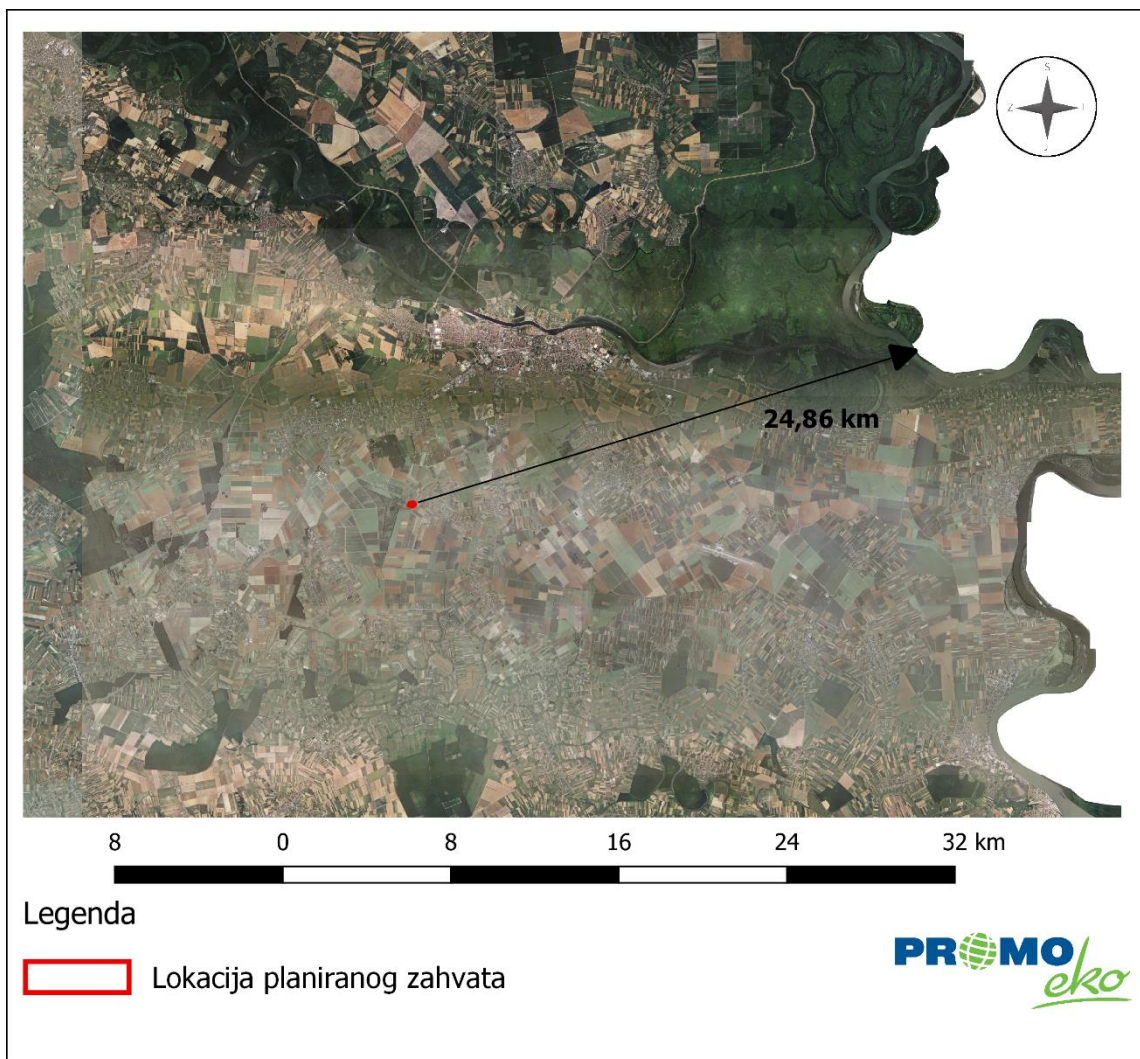 S
Z I
J
24,86 km
8 0 8 16 24 32 km
Legenda
Lokacija planiranog zahvata
PROMO
eko